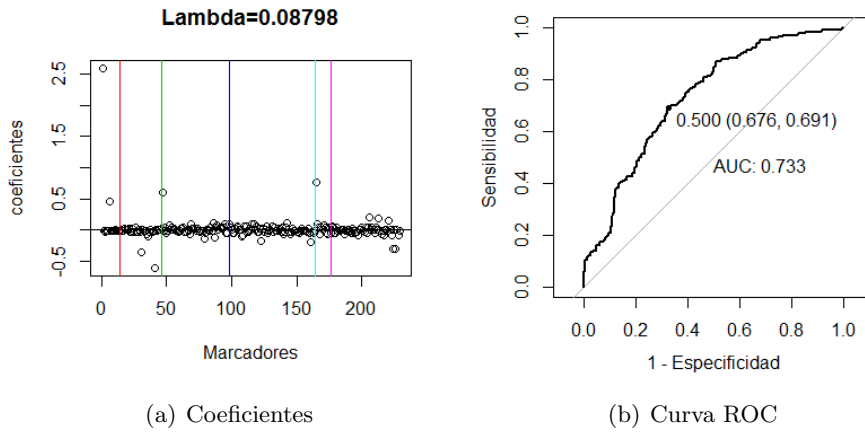 Lambda=0.08798
coeficientes
2.5
1.5
0.5
-0.5
0
50
100
150
200
Marcadores
(a) Coeficientes
Sensibilidad
1.0
0.8
0.6
0.4
0.2
0.0
0.500 (0.676, 0.691)
AUC: 0.733
0.0
0.2
0.4
0.6
0.8
1.0
1 - Especificidad
(b) Curva ROC